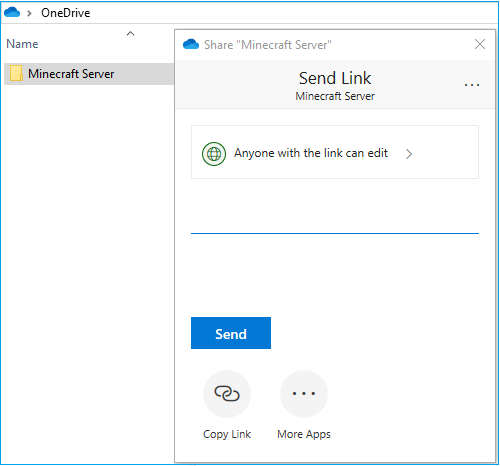 OneDrive
Name
Minecraft Server
Share "Minecraft Server"
Send Link
Minecraft Server
Anyone with the link can edit
Send
Copy Link
More Apps